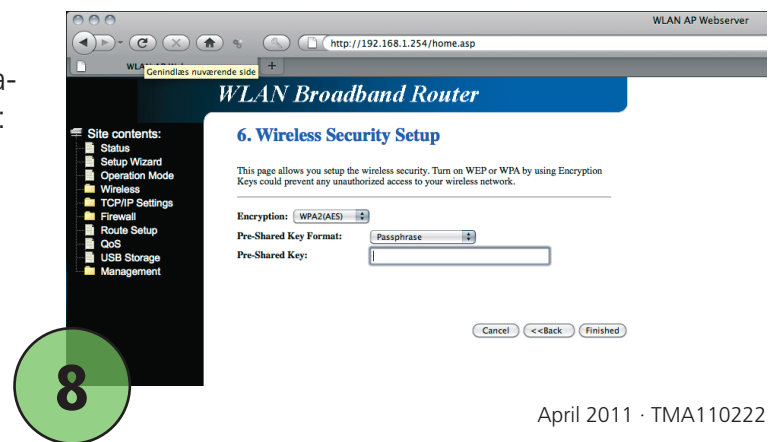 WLAN AP Webserver
http://192.168.1.254/home.asp
Genindlæs nuværende side
a-
:
WLAN Broadband Router
Site contents:
Status
Setup Wizard
Operation Mode
Wireless
TCP/IP Settings
Firewall
Route Setup
QoS
USB Storage
Management
6. Wireless Security Setup
This page allows you setup the wireless security. Turn on WEP or WPA by using Encryption
Keys could prevent any unauthorized access to your wireless network.
Encryption: WPA2(AES)
Pre-Shared Key Format: Passphrase
Pre-Shared Key:
Cancel <<Back Finished
8
April 2011 · TMA110222